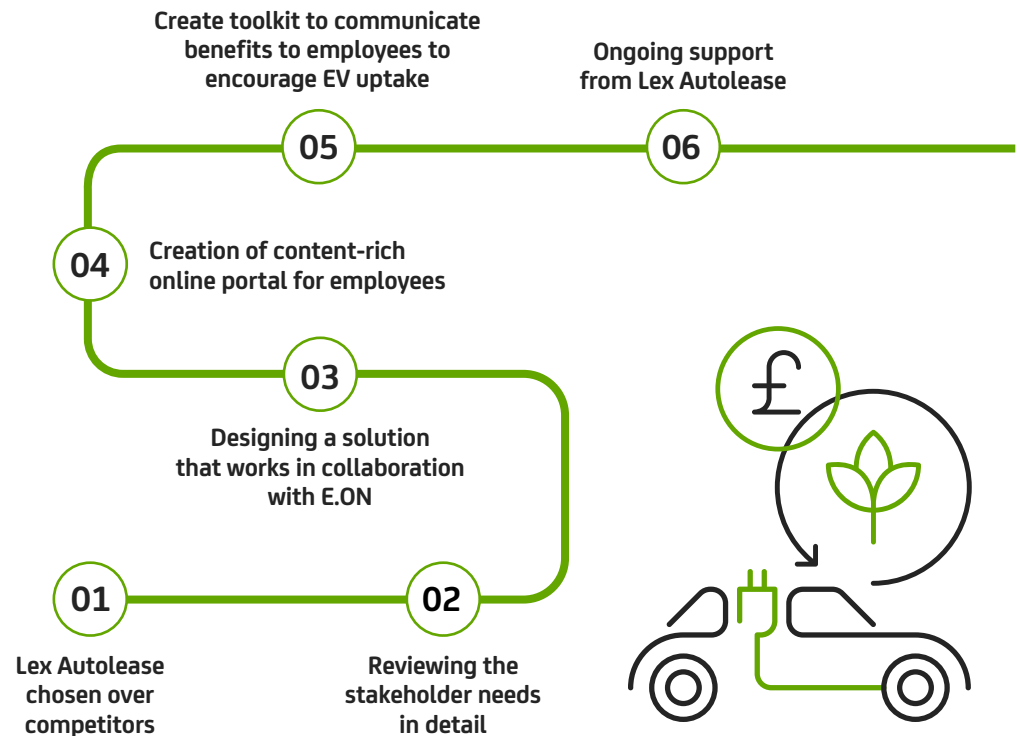 Create toolkit to communicate
benefits to employees to
encourage EV uptake
Ongoing support
from Lex Autolease
05
06
04
Creation of content-rich
online portal for employees
03
Designing a solution
that works in collaboration
with E.ON
£
01
02
Lex Autolease
chosen over
competitors
Reviewing the
stakeholder needs
in detail